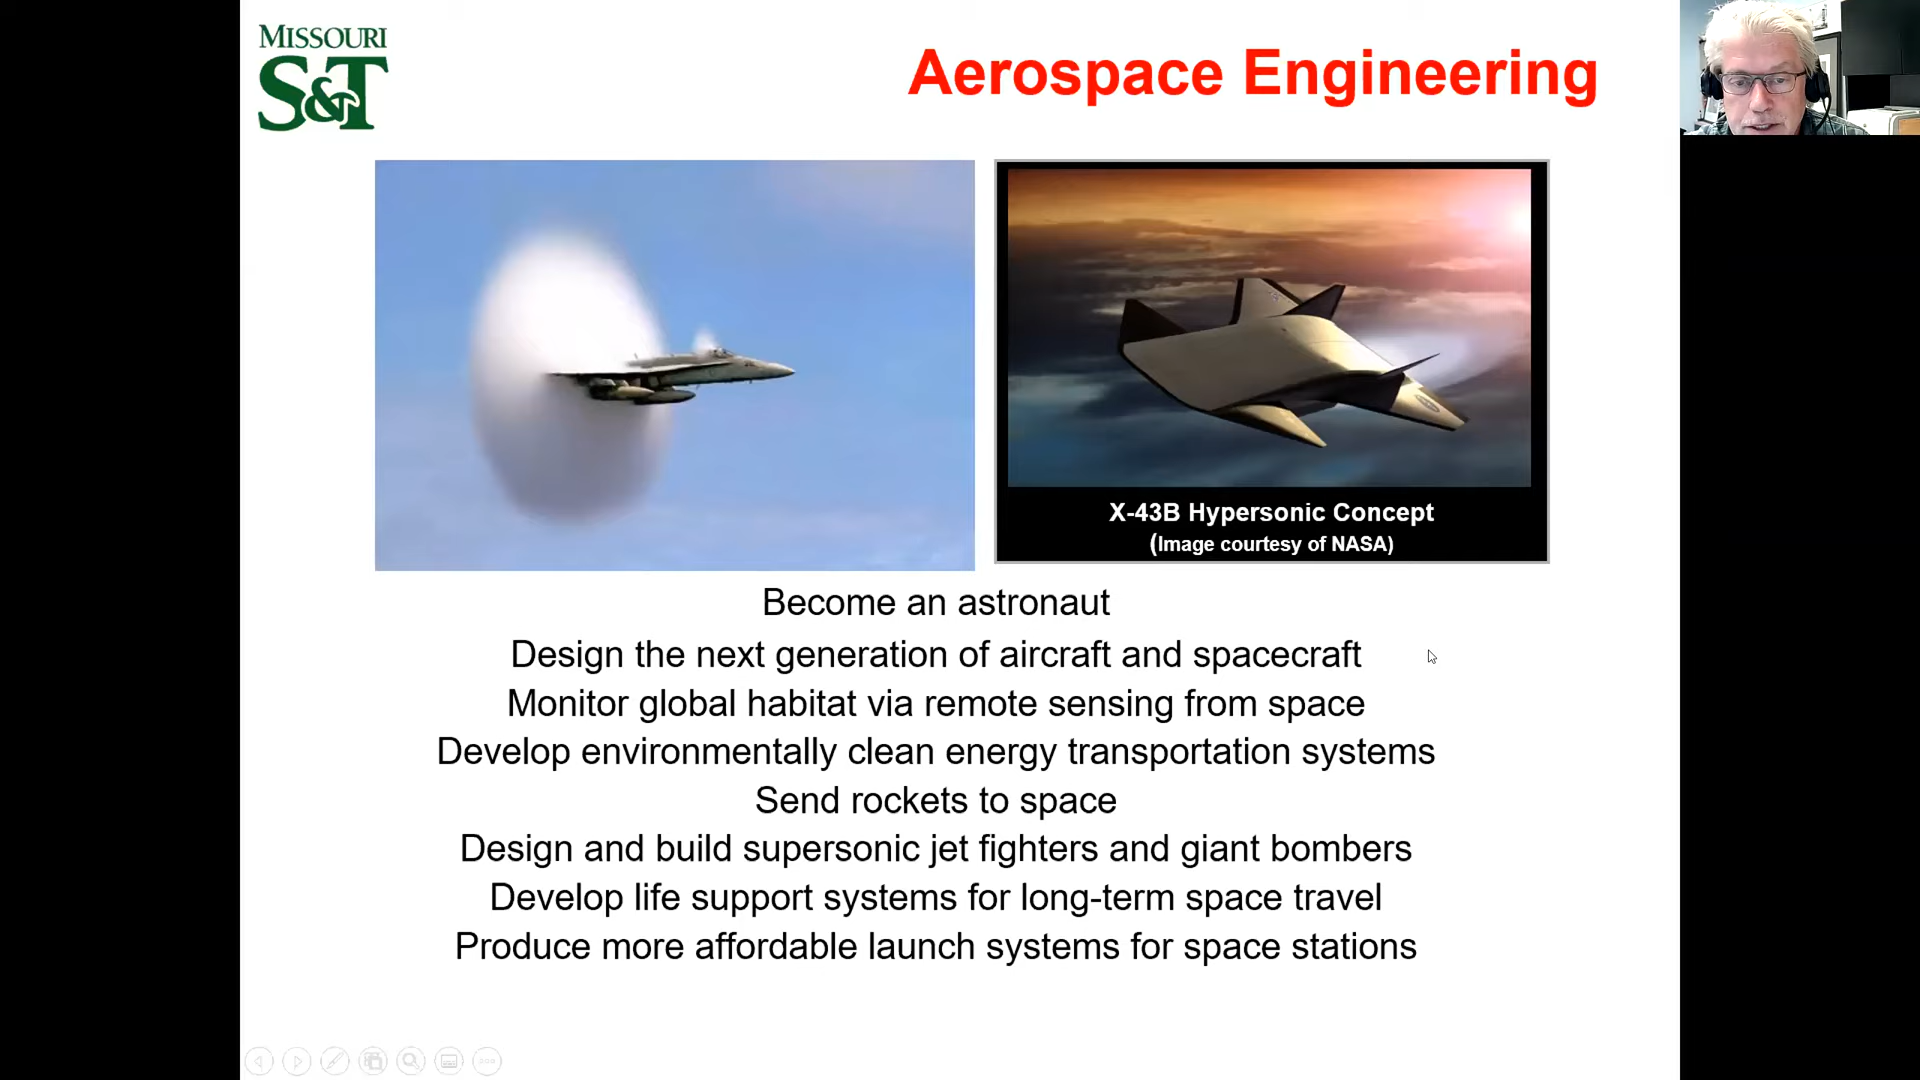 MISSOURI
S&T
Aerospace Engineering
X-43B Hypersonic Concept
(Image courtesy of NASA)
Become an astronaut
Design the next generation of aircraft and spacecraft
Monitor global habitat via remote sensing from space
Develop environmentally clean energy transportation systems
Send rockets to space
Design and build supersonic jet fighters and giant bombers
Develop life support systems for long-term space travel
Produce more affordable launch systems for space stations